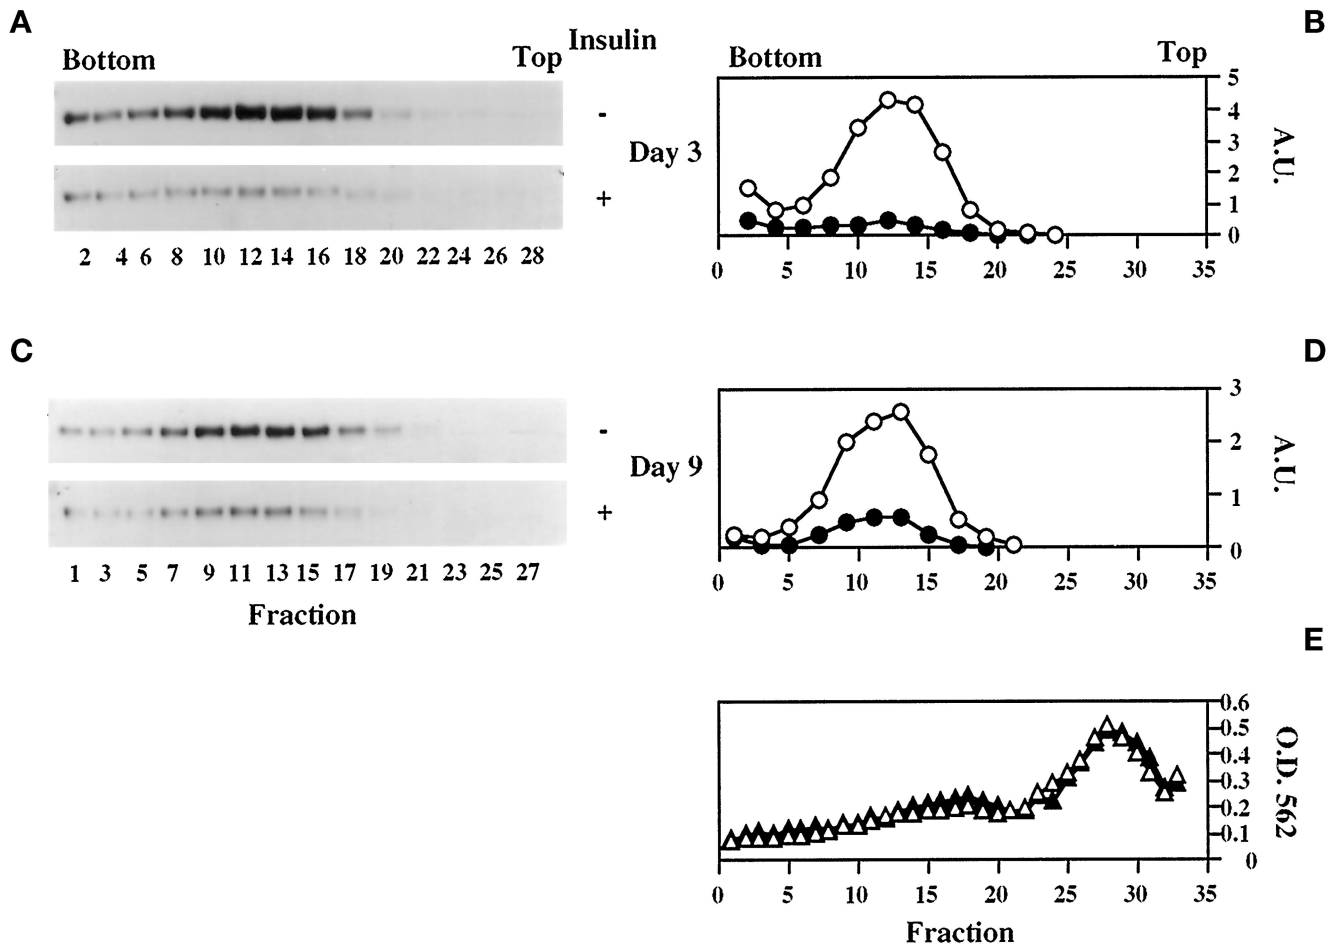 A
Bottom Top Insulin
-
+
2 4 6 8 10 12 14 16 18 20 22 24 26 28
Day 3
B
Bottom Top
5
4
3
2
1
0
A.U.
0 5 10 15 20 25 30 35
C
-
+
1 3 5 7 9 11 13 15 17 19 21 23 25 27
Fraction
Day 9
D
3
2
1
0
A.U.
0 5 10 15 20 25 30 35
E
0.6
0.5
0.4
0.3
0.2
0.1
0
O.D. 562
0 5 10 15 20 25 30 35
Fraction